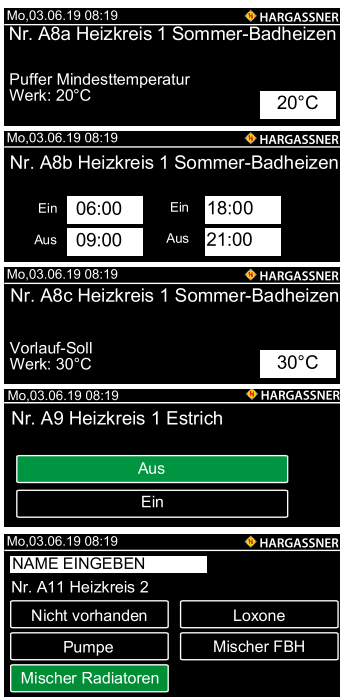 Mo,03.06.19 08:19 HARGASSNER
Nr. A8a Heizkreis 1 Sommer-Badheizen
Puffer Mindesttemperatur
Werk: 20°C
20°C
Mo,03.06.19 08:19 HARGASSNER
Nr. A8b Heizkreis 1 Sommer-Badheizen
Ein 06:00 Ein 18:00
Aus 09:00 Aus 21:00
Mo,03.06.19 08:19 HARGASSNER
Nr. A8c Heizkreis 1 Sommer-Badheizen
Vorlauf-Soll
Werk: 30°C
30°C
Mo,03.06.19 08:19 HARGASSNER
Nr. A9 Heizkreis 1 Estrich
Aus
Ein
Mo,03.06.19 08:19 HARGASSNER
NAME EINGEBEN
Nr. A11 Heizkreis 2
Nicht vorhanden Loxone
Pumpe Mischer FBH
Mischer Radiatoren